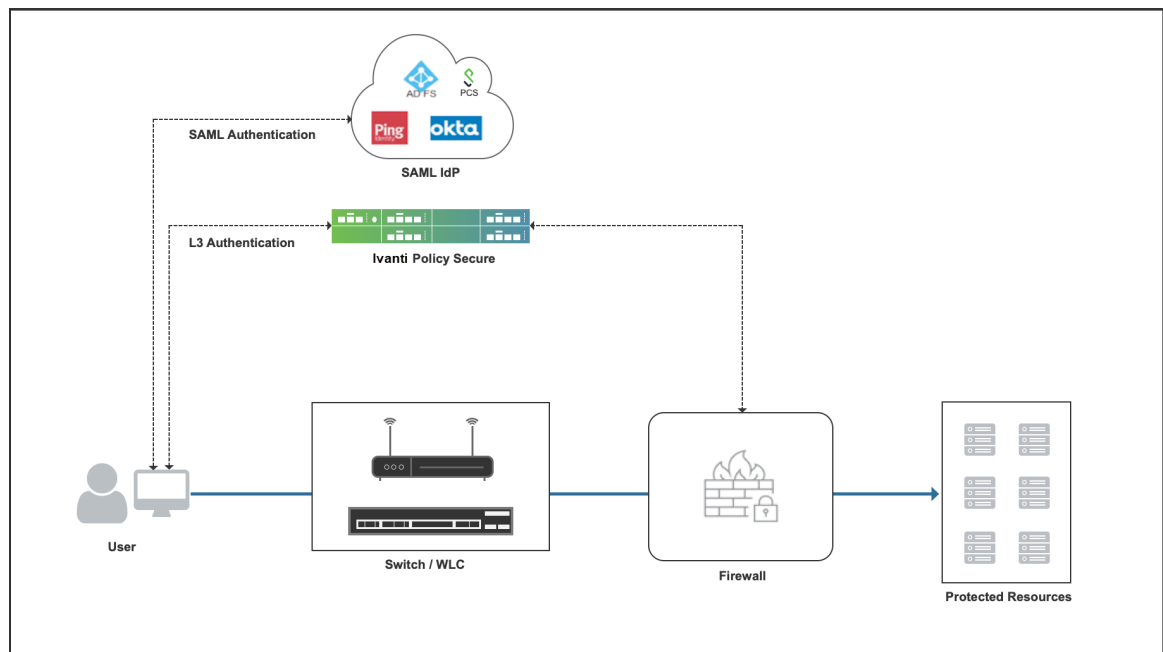 AD FS
PCS
Ping
Identity
okta
SAML Authentication
SAML IdP
L3 Authentication
Ivanti Policy Secure
User
Switch / WLC
Firewall
Protected Resources